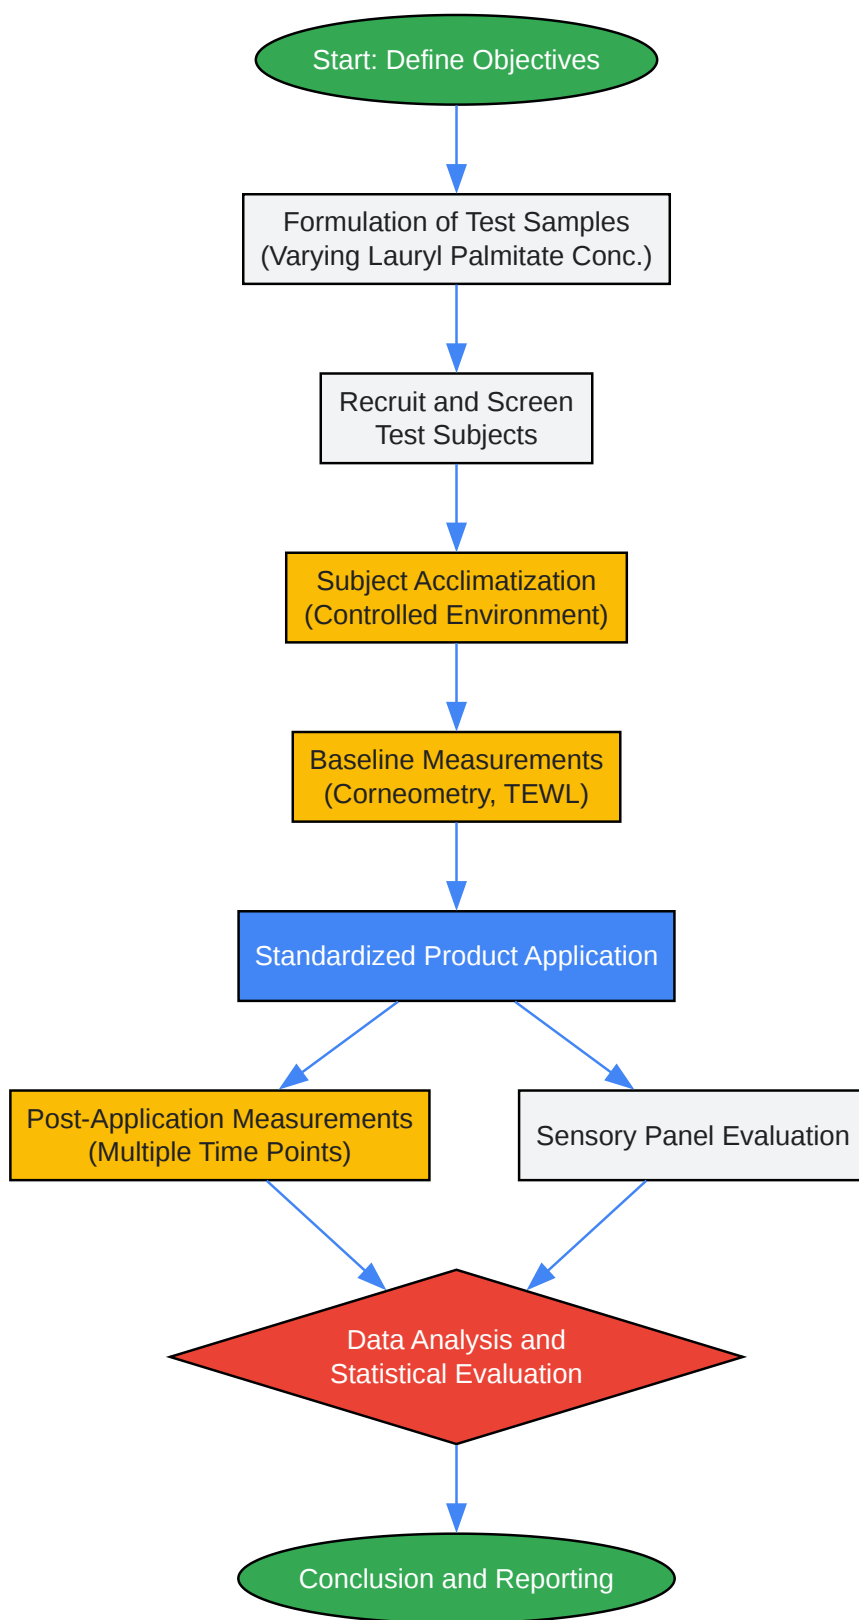 Start: Define Objectives
Formulation of Test Samples
(Varying Lauryl Palmitate Conc.)
Recruit and Screen
Test Subjects
Subject Acclimatization
(Controlled Environment)
Baseline Measurements
(Corneometry, TEWL)
Standardized Product Application
Post-Application Measurements
(Multiple Time Points)
Sensory Panel Evaluation
Data Analysis and
Statistical Evaluation
Conclusion and Reporting